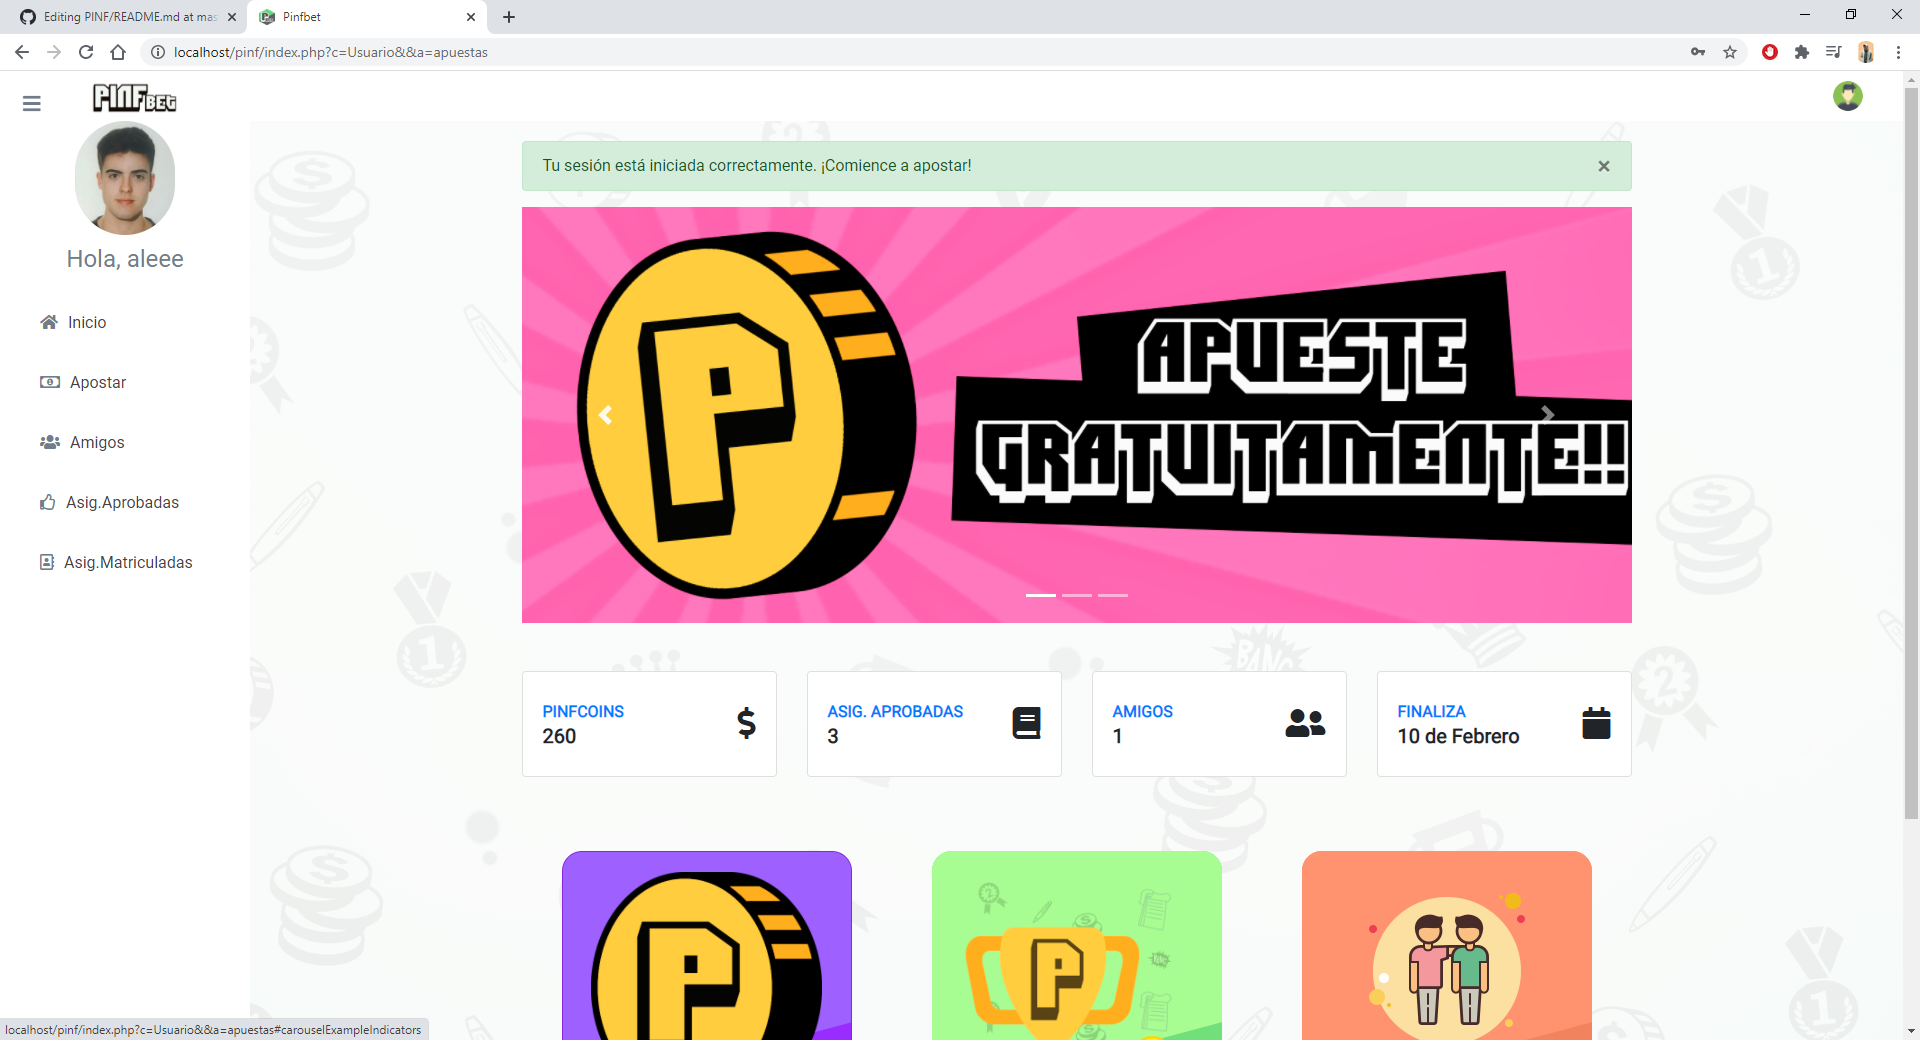 Editing PINF/README.md at mas
Pinfbet
localhost/pinf/index.php?c=Usuario&&a=apuestas
PINFBET
Hola, aleee
Inicio
Apostar
Amigos
Asig.Aprobadas
Asig.Matriculadas
Tu sesión está iniciada correctamente. ¡Comience a apostar!
×
P
APUESTE
GRATUITAMENTE!!
PINFCOINS
260
ASIG. APROBADAS
3
AMIGOS
1
FINALIZA
10 de Febrero
P
P
localhost/pinf/index.php?c=Usuario&&a=apuestas#carouselExampleIndicators